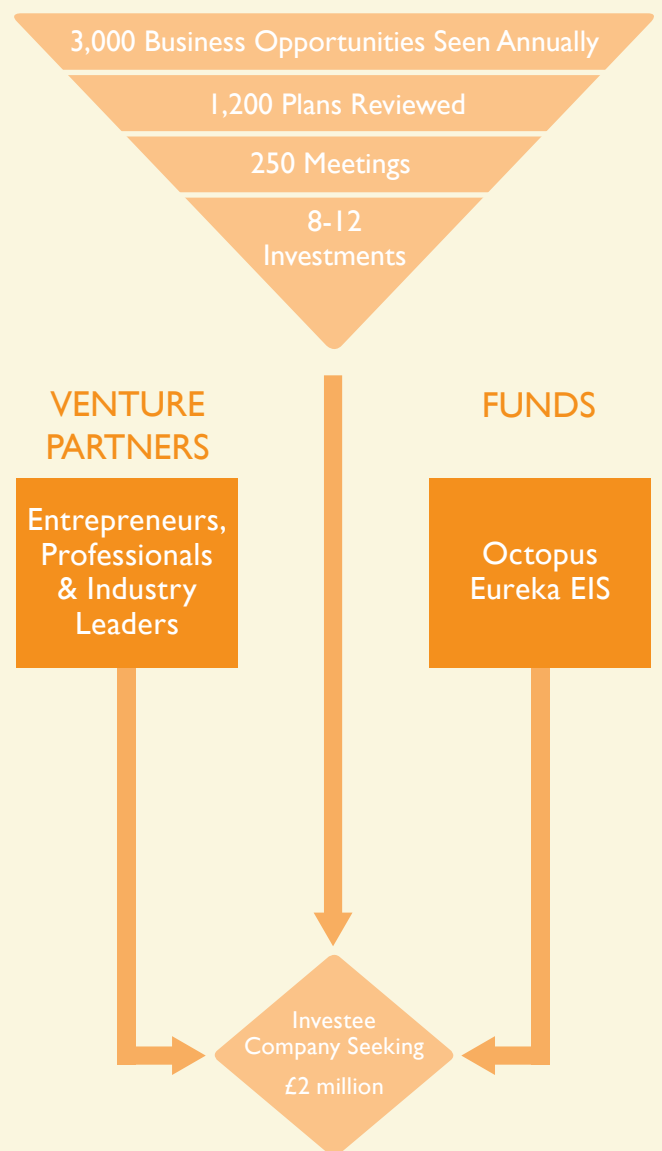 3,000 Business Opportunities Seen Annually
1,200 Plans Reviewed
250 Meetings
8-12
Investments
VENTURE
PARTNERS
Entrepreneurs,
Professionals
& Industry
Leaders
FUNDS
Octopus
Eureka EIS
Investee
Company Seeking
£2 million